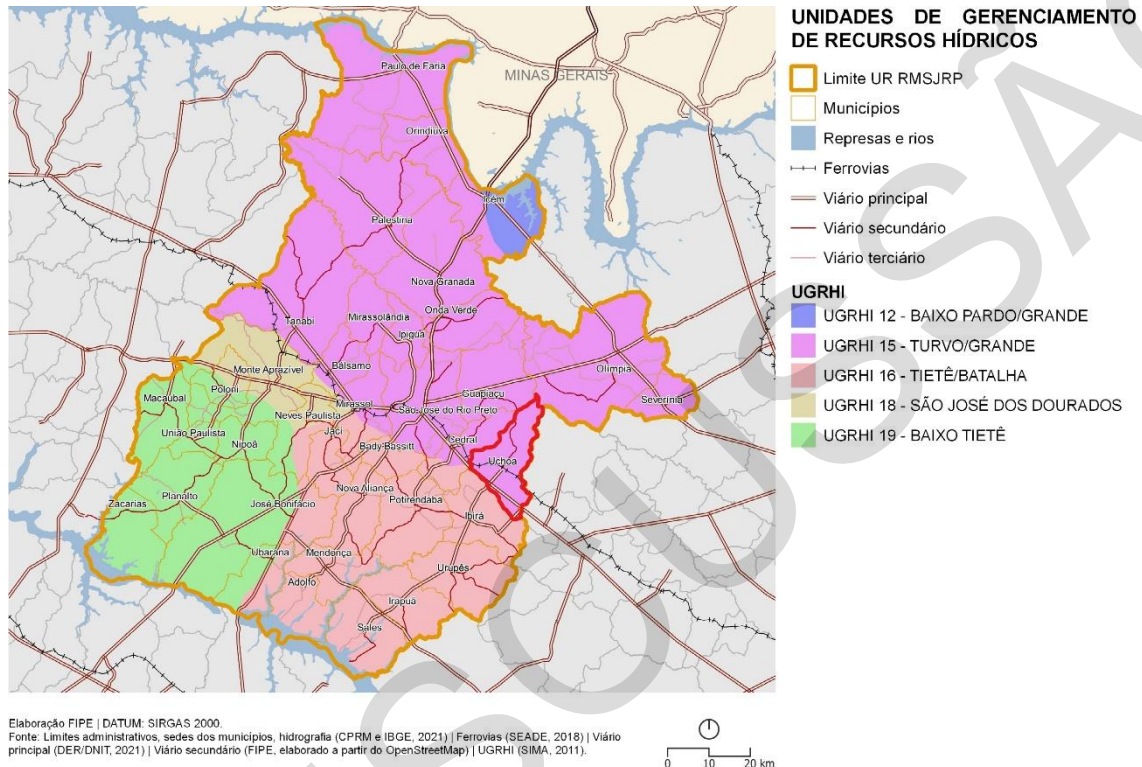 UNIDADES DE GERENCIAMENTO
DE RECURSOS HÍDRICOS
Limite UR RMSJRP
Municípios
Represas e rios
Ferrovias
Viário principal
Viário secundário
Viário terciário
UGRHI
UGRHI 12 - BAIXO PARDO/GRANDE
UGRHI 15 - TURVO/GRANDE
UGRHI 16 - TIETÊ/BATALHA
UGRHI 18 - SÃO JOSÉ DOS DOURADOS
UGRHI 19 - BAIXO TIETÊ
Paulo de Faria
MINAS GERAIS
Orindiúva
Icém
Palestina
Nova Granada
Onda Verde
Mirassolândia
Tanabi
Ipiguá
Bálsamo
Olímpia
Monte Aprazível
Guapiaçu
Severínia
Poloni
Macaubal
Mirassol
São José do Rio Preto
Neves Paulista
Jaci
União Paulista
Nipoã
Bady Bassitt
Cedral
Uchoa
Nova Aliança
Planalto
Potirendaba
Zacarias
José Bonifácio
Ibirá
Ubarana
Mendonça
Urupês
Adolfo
Irapuã
Sales
Elaboração FIPE | DATUM: SIRGAS 2000.
Fonte: Limites administrativos, sedes dos municípios, hidrografia (CPRM e IBGE, 2021) | Ferrovias (SEADE, 2018) | Viário
principal (DER/DNIT, 2021) | Viário secundário (FIPE, elaborado a partir do OpenStreetMap) | UGRHI (SIMA, 2011).
0 10 20 km